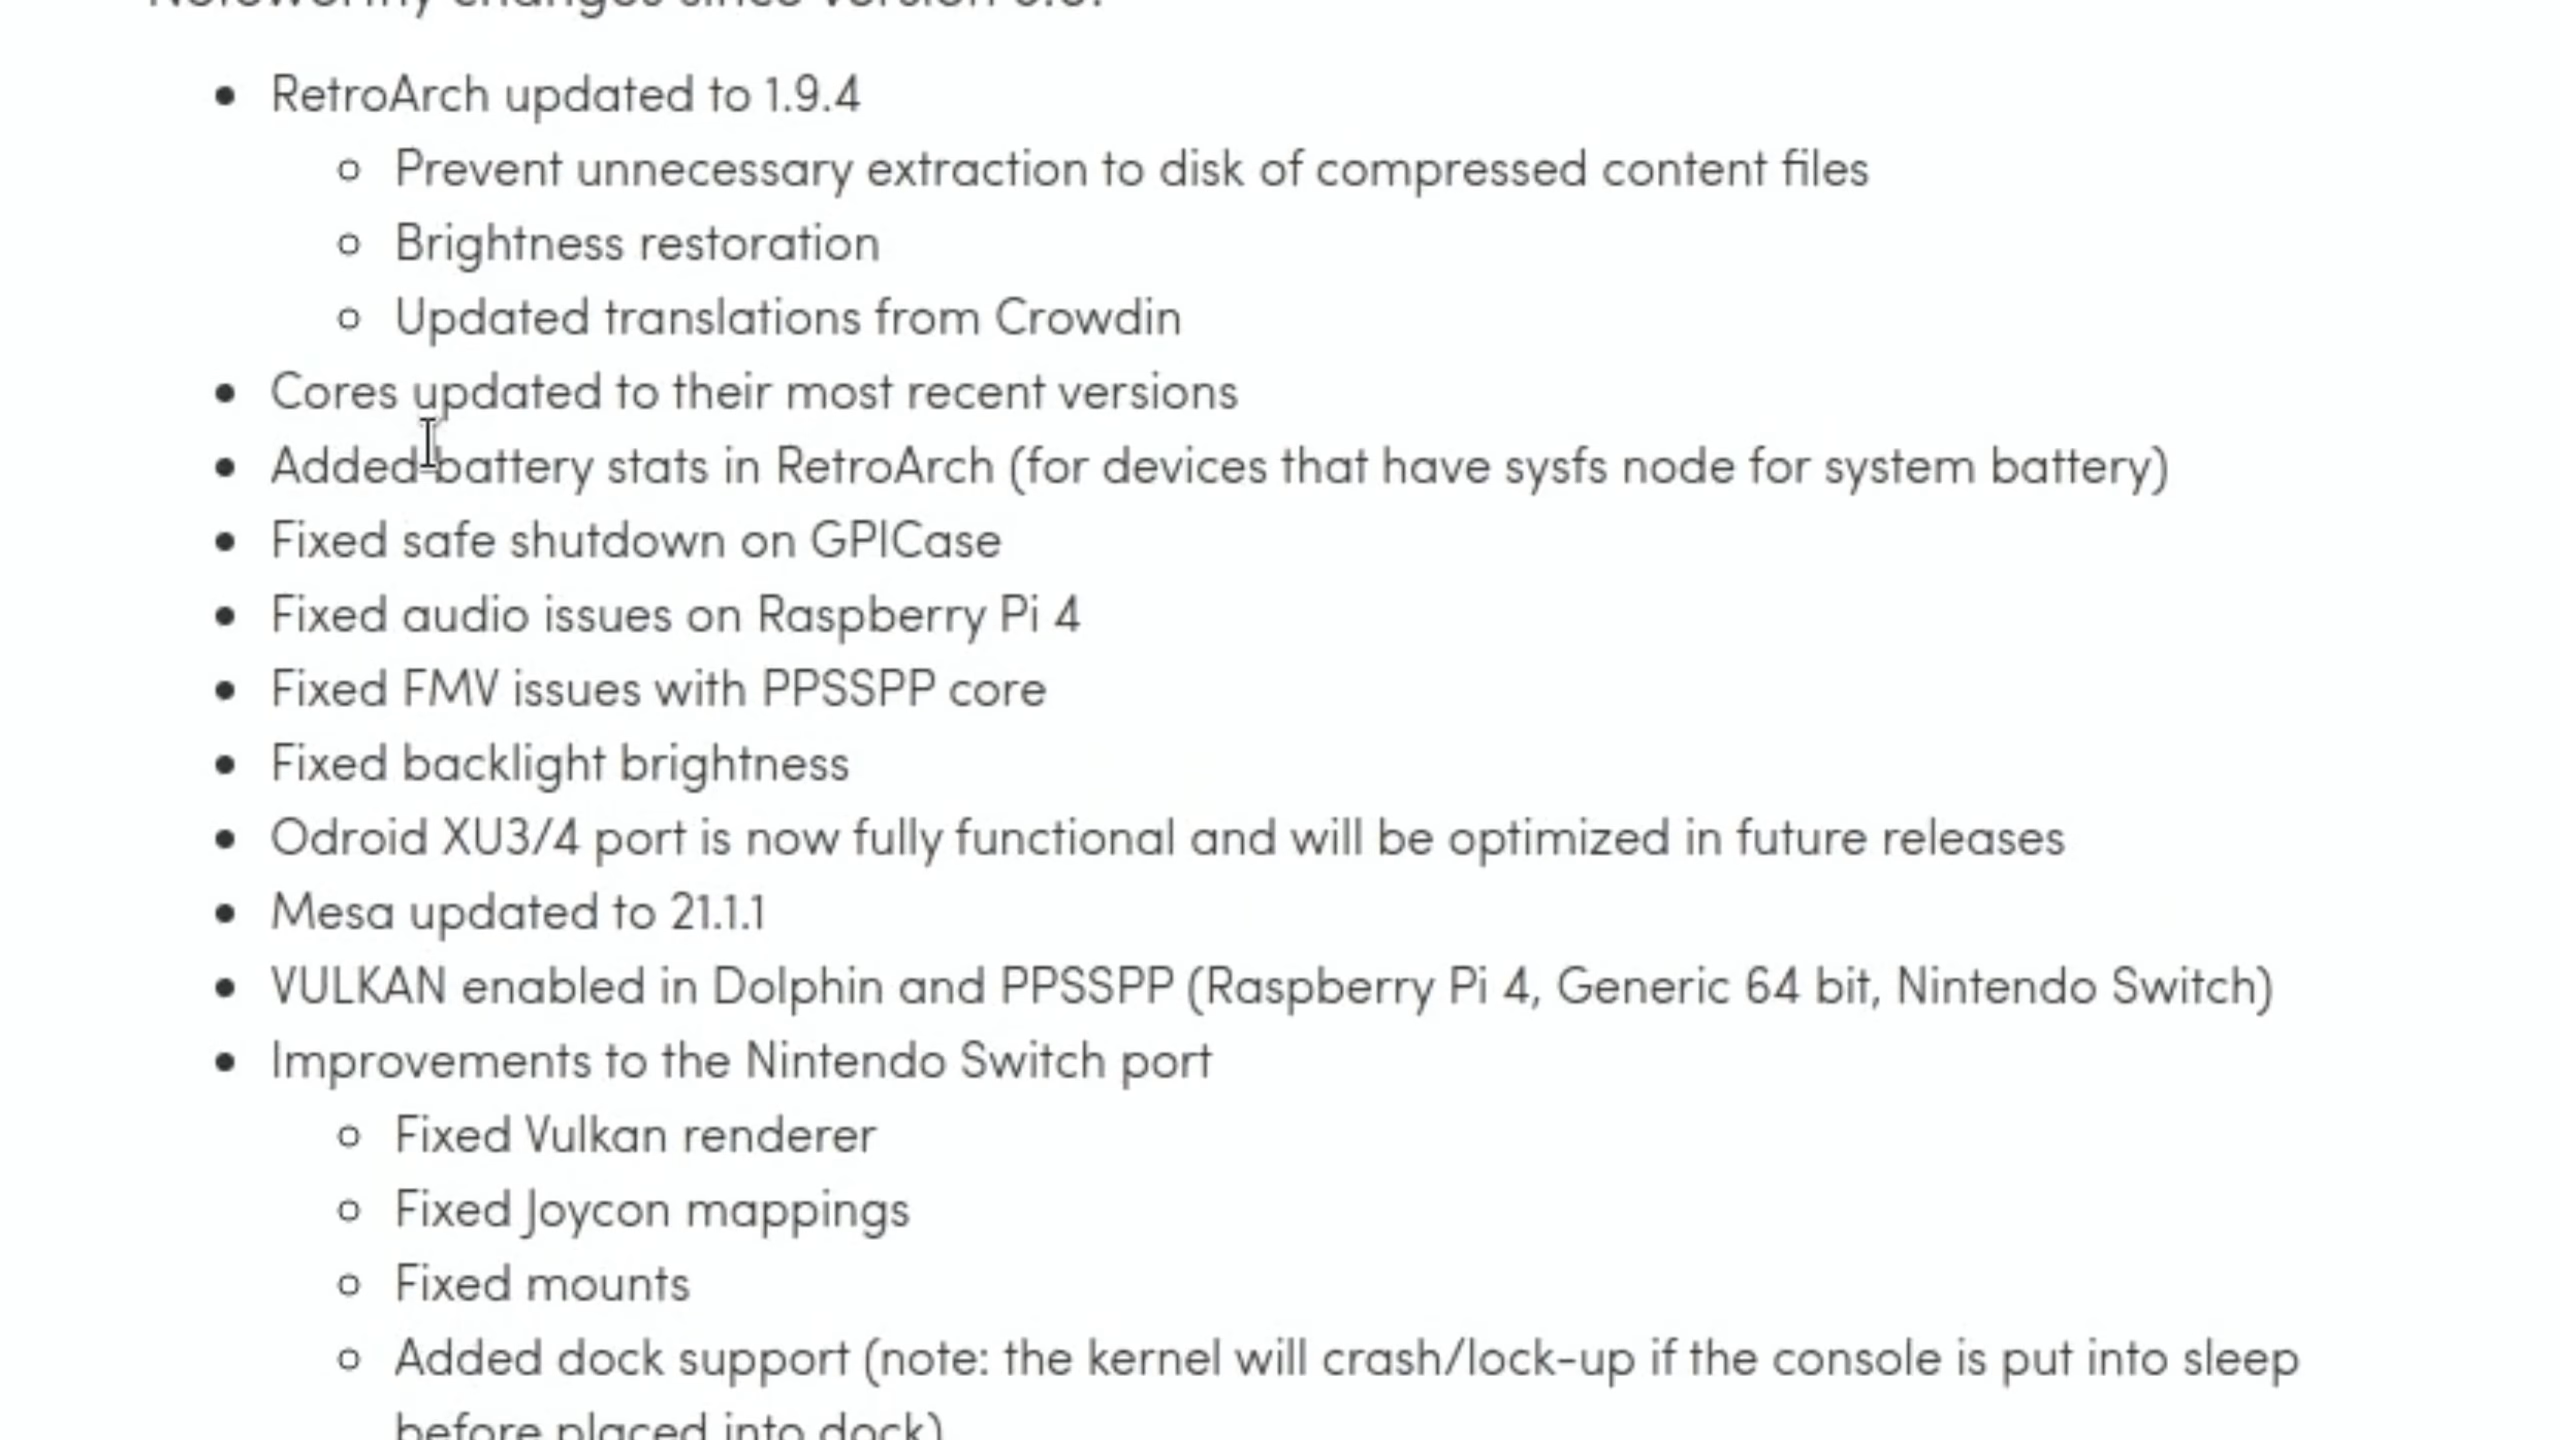 Noteworthy changes since version
RetroArch updated to 1.9.4
Prevent unnecessary extraction to disk of compressed content files
Brightness restoration
Updated translations from Crowdin
Cores updated to their most recent versions
Added battery stats in RetroArch (for devices that have sysfs node for system battery)
Fixed safe shutdown on GPICase
Fixed audio issues on Raspberry Pi 4
Fixed FMV issues with PPSSPP core
Fixed backlight brightness
Odroid XU3/4 port is now fully functional and will be optimized in future releases
Mesa updated to 21.1.1
VULKAN enabled in Dolphin and PPSSPP (Raspberry Pi 4, Generic 64 bit, Nintendo Switch)
Improvements to the Nintendo Switch port
Fixed Vulkan renderer
Fixed Joycon mappings
Fixed mounts
Added dock support (note: the kernel will crash/lock-up if the console is put into sleep
before placed into dock)